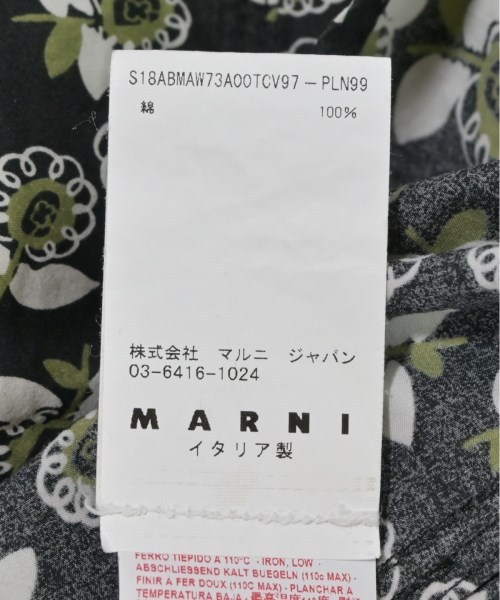 S18ABMAW73A00TCV97-PLN99
綿 100%
株式会社 マルニ ジャパン
03-6416-1024
MARNI
イタリア製
FERRO TIEPIDO A 110°C - IRON, LOW -
ABSCHLIESSEND KALT BUEGELN (110c MAX)
FINIR A FER DOUX (110C MAX) - PLANCHAR A
TEMPERATURA BAJA -